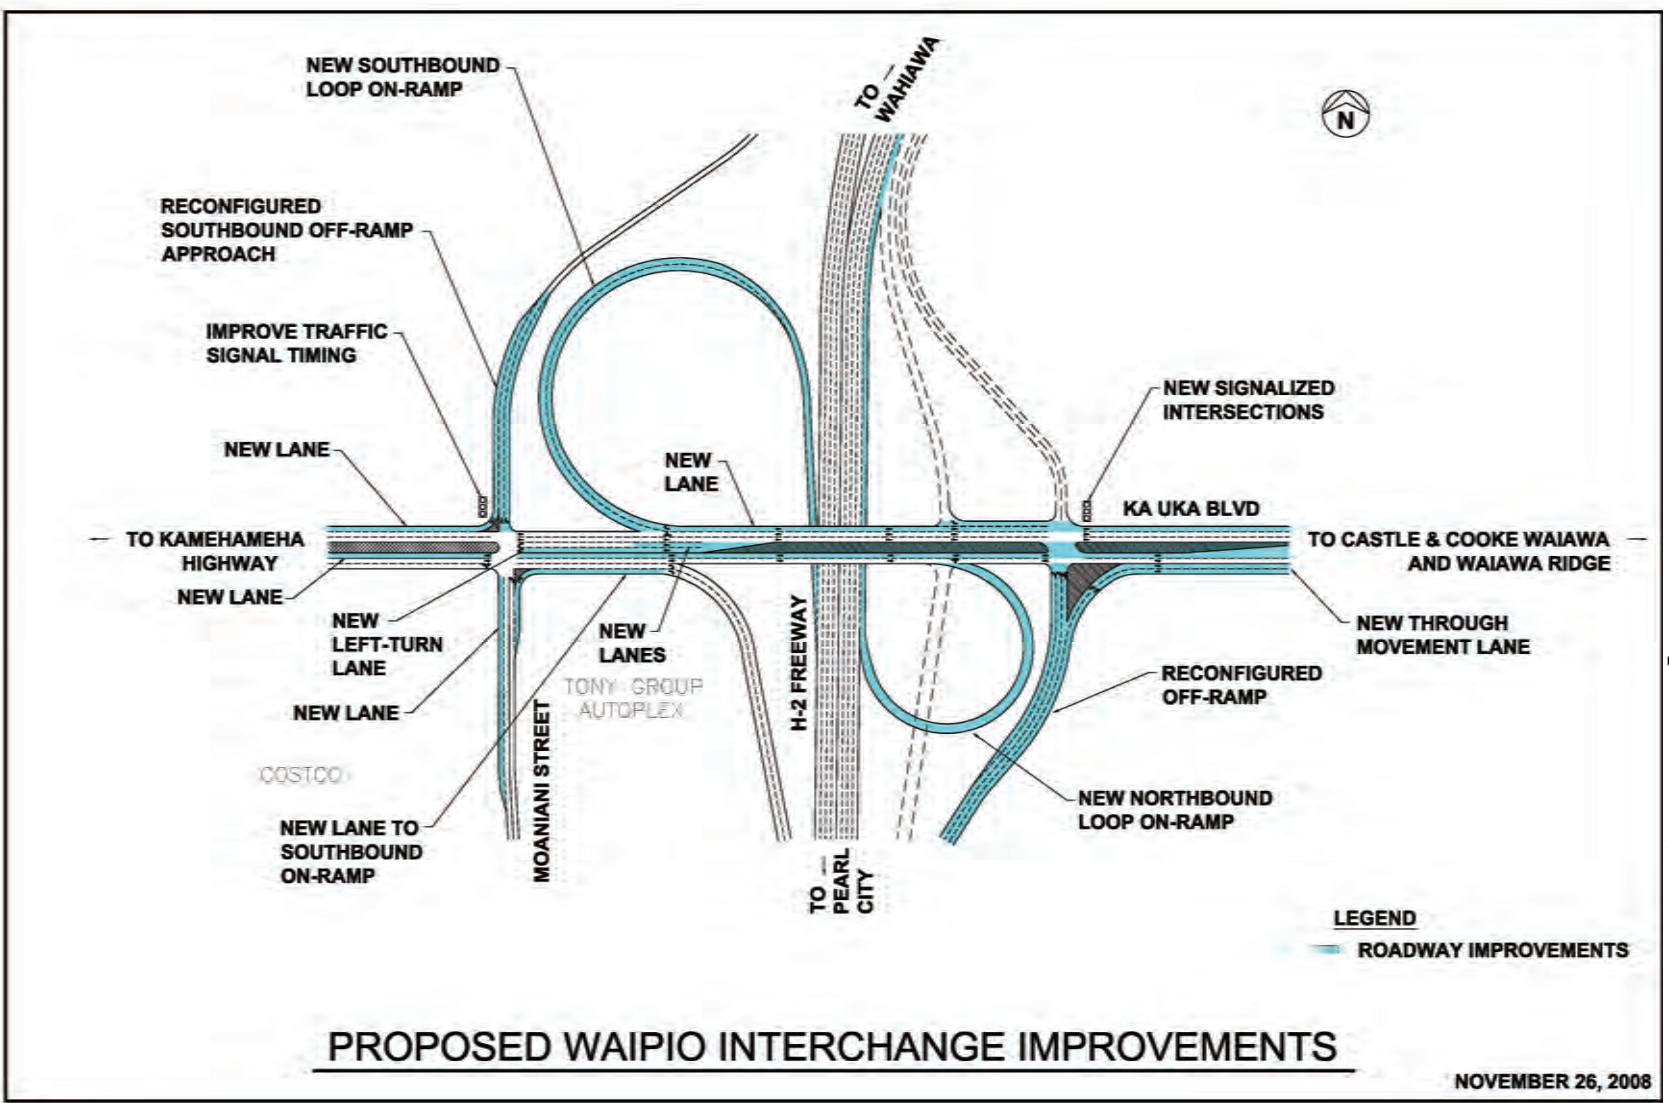 NEW SOUTHBOUND
LOOP ON-RAMP
TO
WAHIAWA
N
RECONFIGURED
SOUTHBOUND OFF-RAMP
APPROACH
IMPROVE TRAFFIC
SIGNAL TIMING
NEW SIGNALIZED
INTERSECTIONS
NEW LANE
NEW
LANE
KA UKA BLVD
TO KAMEHAMEHA
HIGHWAY
TO CASTLE & COOKE WAIAWA
AND WAIAWA RIDGE
NEW LANE
NEW
LEFT-TURN
LANE
NEW
LANES
H-2 FREEWAY
NEW THROUGH
MOVEMENT LANE
RECONFIGURED
OFF-RAMP
TONY GROUP
AUTOPLEX
NEW LANE
MOANIANI STREET
COSTCO
NEW NORTHBOUND
LOOP ON-RAMP
NEW LANE TO
SOUTHBOUND
ON-RAMP
TO
PEARL
CITY
LEGEND
ROADWAY IMPROVEMENTS
PROPOSED WAIPIO INTERCHANGE IMPROVEMENTS
NOVEMBER 26, 2008